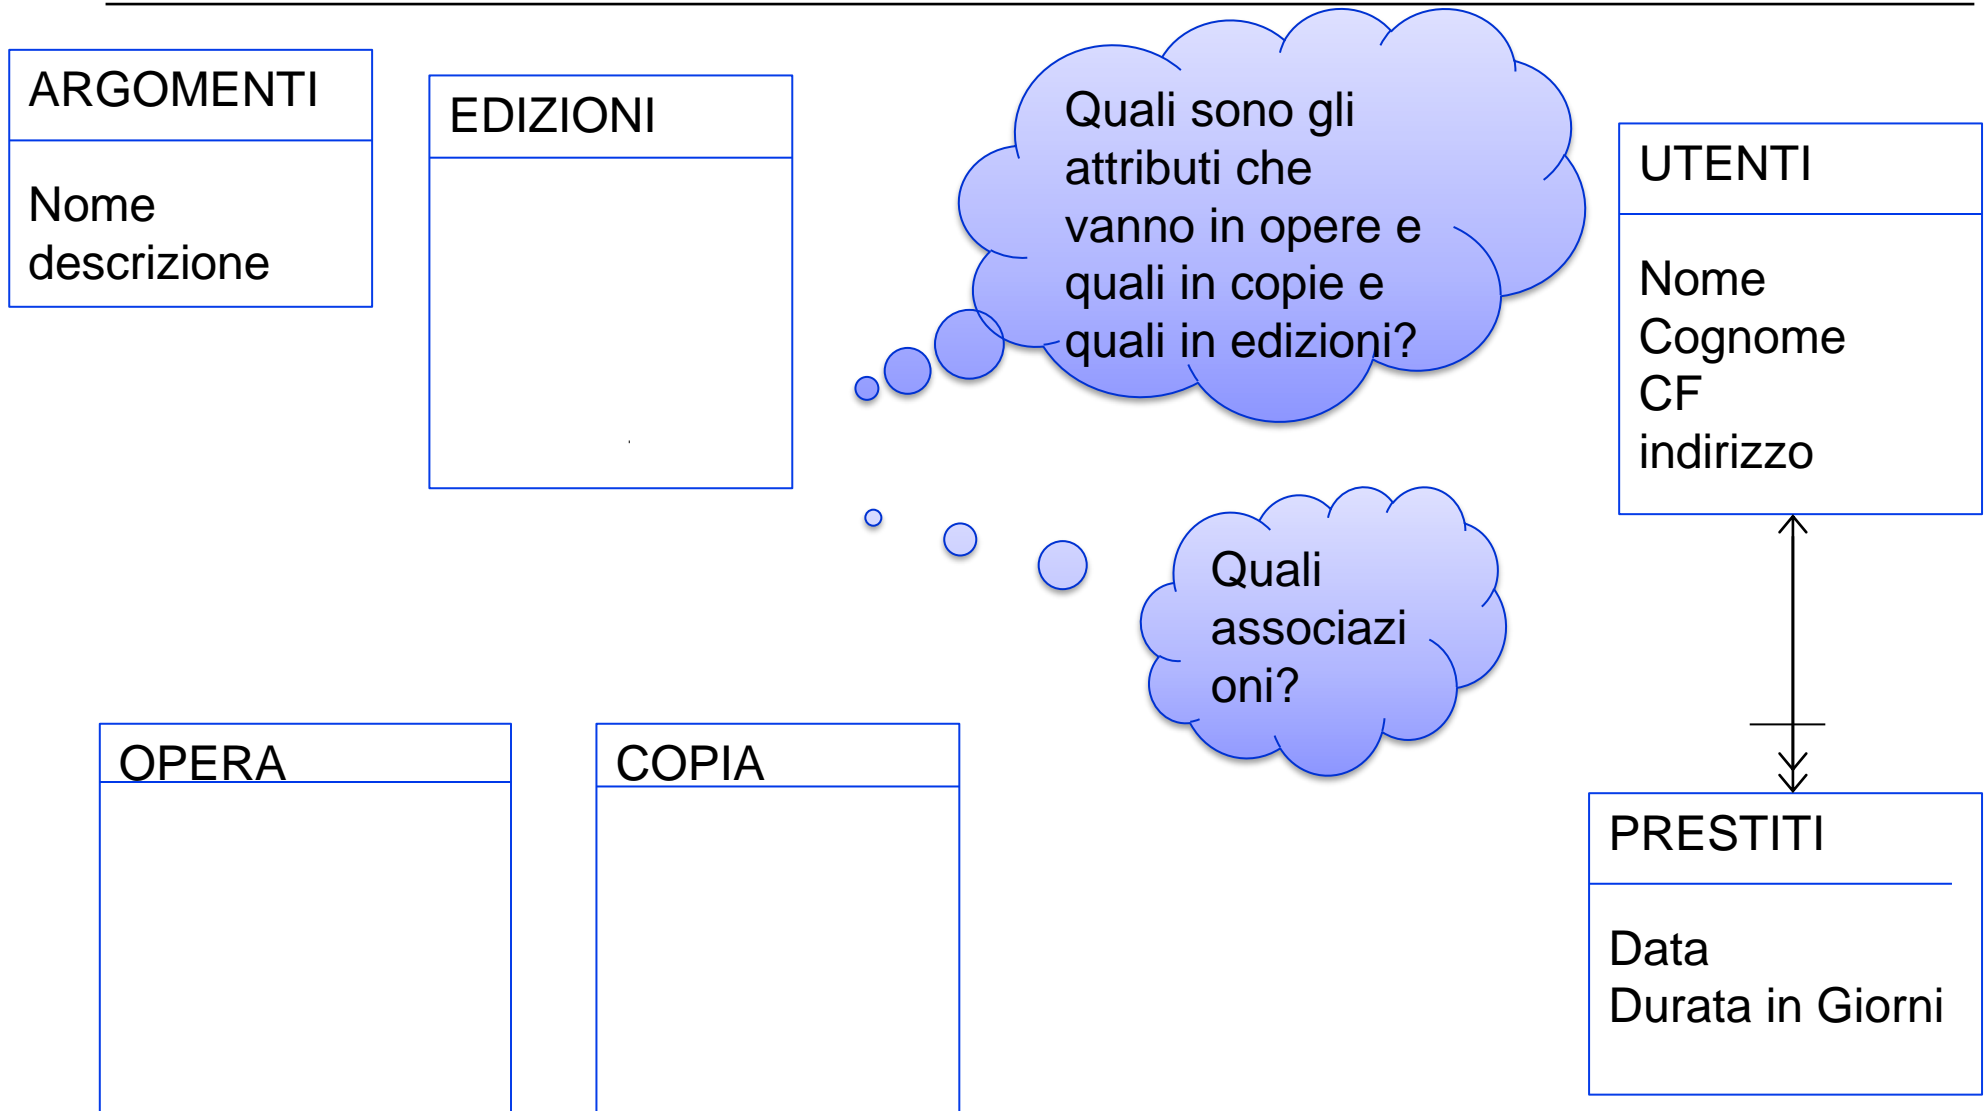 ARGOMENTI
Nome
descrizione
EDIZIONI
Quali sono gli
attributi che
vanno in opere e
quali in copie e
quali in edizioni?
UTENTI
Nome
Cognome
CF
indirizzo
Quali
associazi
oni?
OPERA
COPIA
PRESTITI
Data
Durata in Giorni